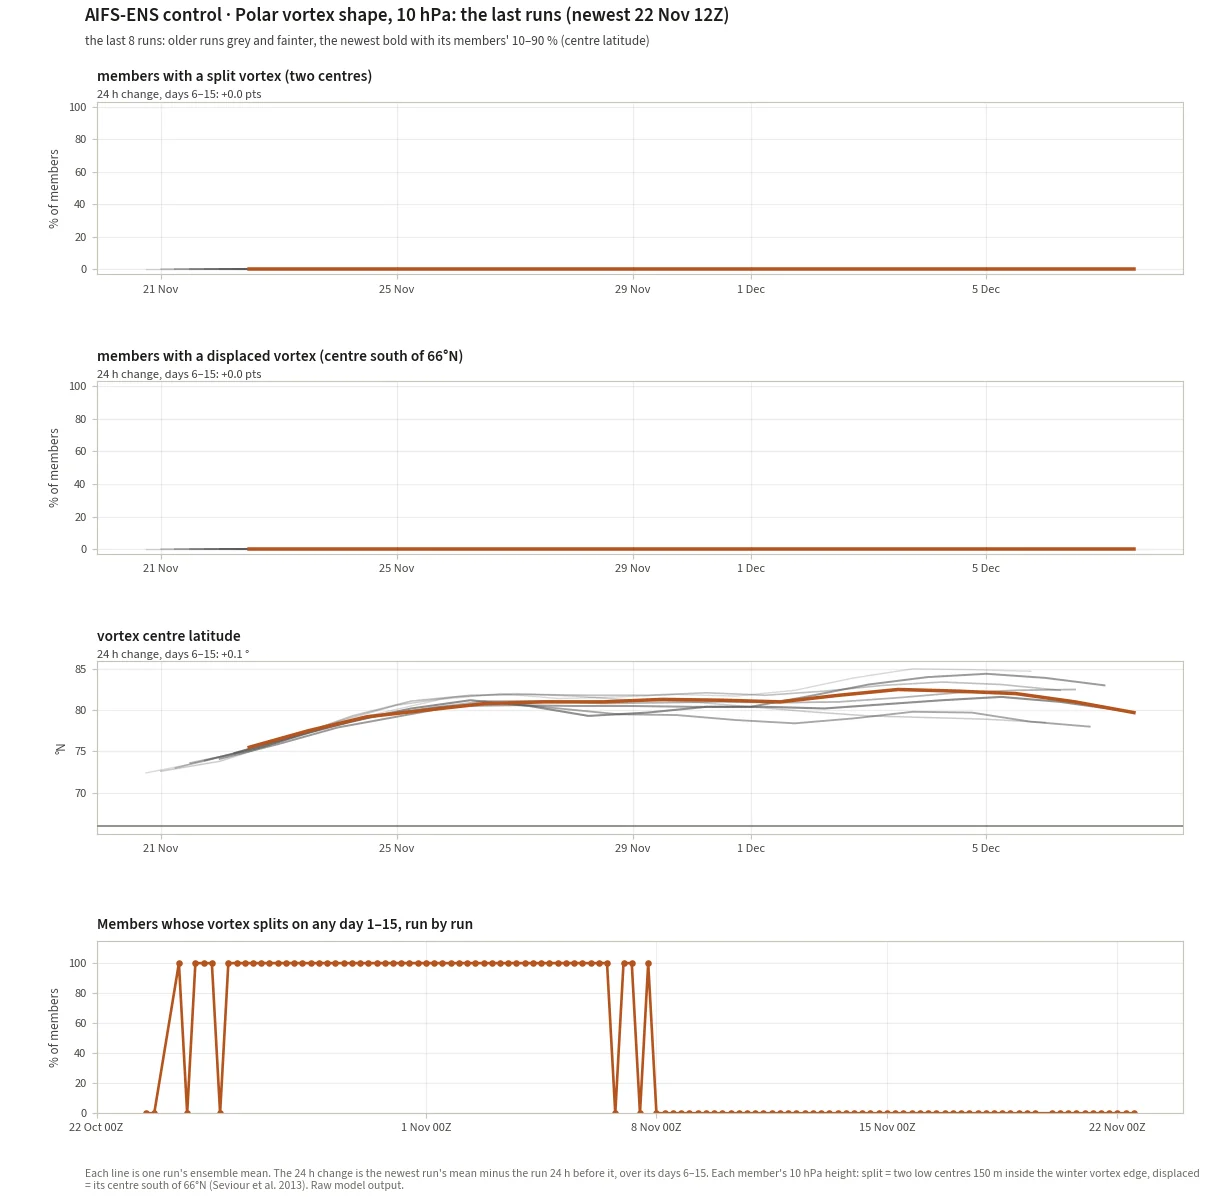 AIFS-ENS control · Polar vortex shape, 10 hPa: the last runs (newest 22 Nov 12Z)
the last 8 runs: older runs grey and fainter, the newest bold with its members' 10–90 % (centre latitude)
members with a split vortex (two centres)
24 h change, days 6–15: +0.0 pts
100
80
60
40
20
0
% of members
21 Nov 25 Nov 29 Nov 1 Dec 5 Dec
members with a displaced vortex (centre south of 66°N)
24 h change, days 6–15: +0.0 pts
100
80
60
40
20
0
% of members
21 Nov 25 Nov 29 Nov 1 Dec 5 Dec
vortex centre latitude
24 h change, days 6–15: +0.1 °
85
80
75
70
°N
21 Nov 25 Nov 29 Nov 1 Dec 5 Dec
Members whose vortex splits on any day 1–15, run by run
100
80
60
40
20
0
% of members
22 Oct 00Z 1 Nov 00Z 8 Nov 00Z 15 Nov 00Z 22 Nov 00Z
Each line is one run's ensemble mean. The 24 h change is the newest run's mean minus the run 24 h before it, over its days 6–15. Each member's 10 hPa height: split = two low centres 150 m inside the winter vortex edge, displaced
= its centre south of 66°N (Seviour et al. 2013). Raw model output.